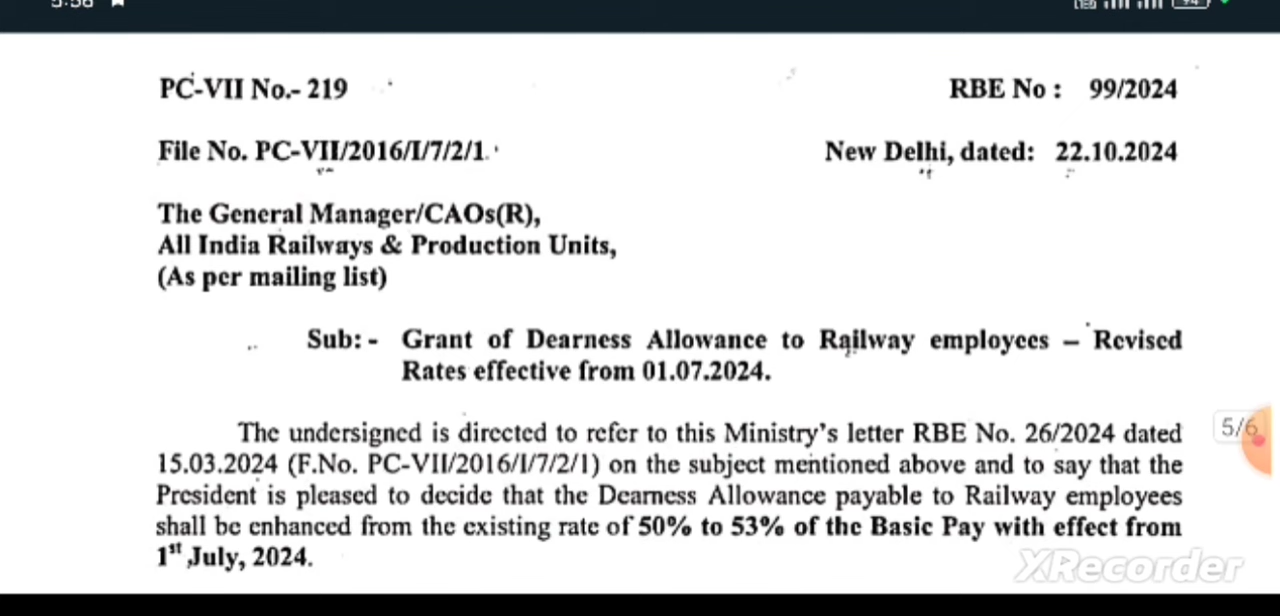 PC-VII No.- 219
RBE No : 99/2024
File No. PC-VII/2016/I/7/2/1.
New Delhi, dated: 22.10.2024
The General Manager/CAOs(R),
All India Railways & Production Units,
(As per mailing list)
Sub: - Grant of Dearness Allowance to Railway employees – Revised
Rates effective from 01.07.2024.
The undersigned is directed to refer to this Ministry's letter RBE No. 26/2024 dated
15.03.2024 (F.No. PC-VII/2016/I/7/2/1) on the subject mentioned above and to say that the
President is pleased to decide that the Dearness Allowance payable to Railway employees
shall be enhanced from the existing rate of 50% to 53% of the Basic Pay with effect from
1st July, 2024.
5/6
XRecorder